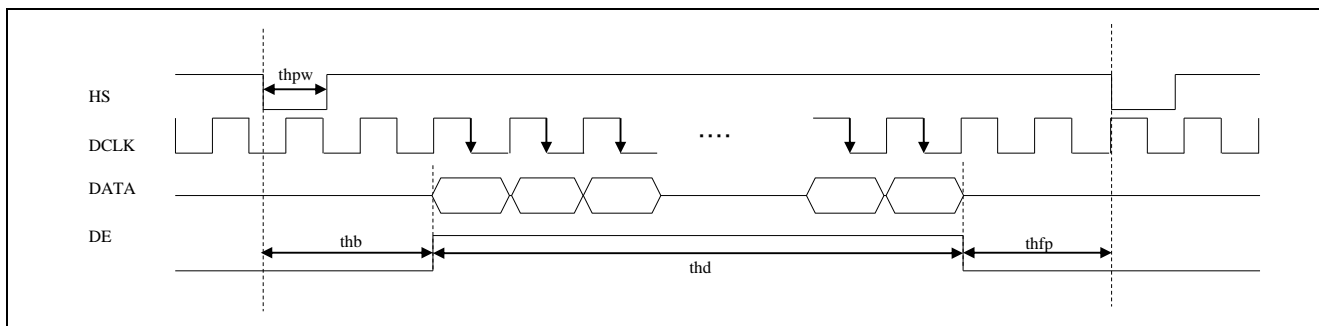 thpw
HS
DCLK
....
DATA
DE
thb
thd
thfp